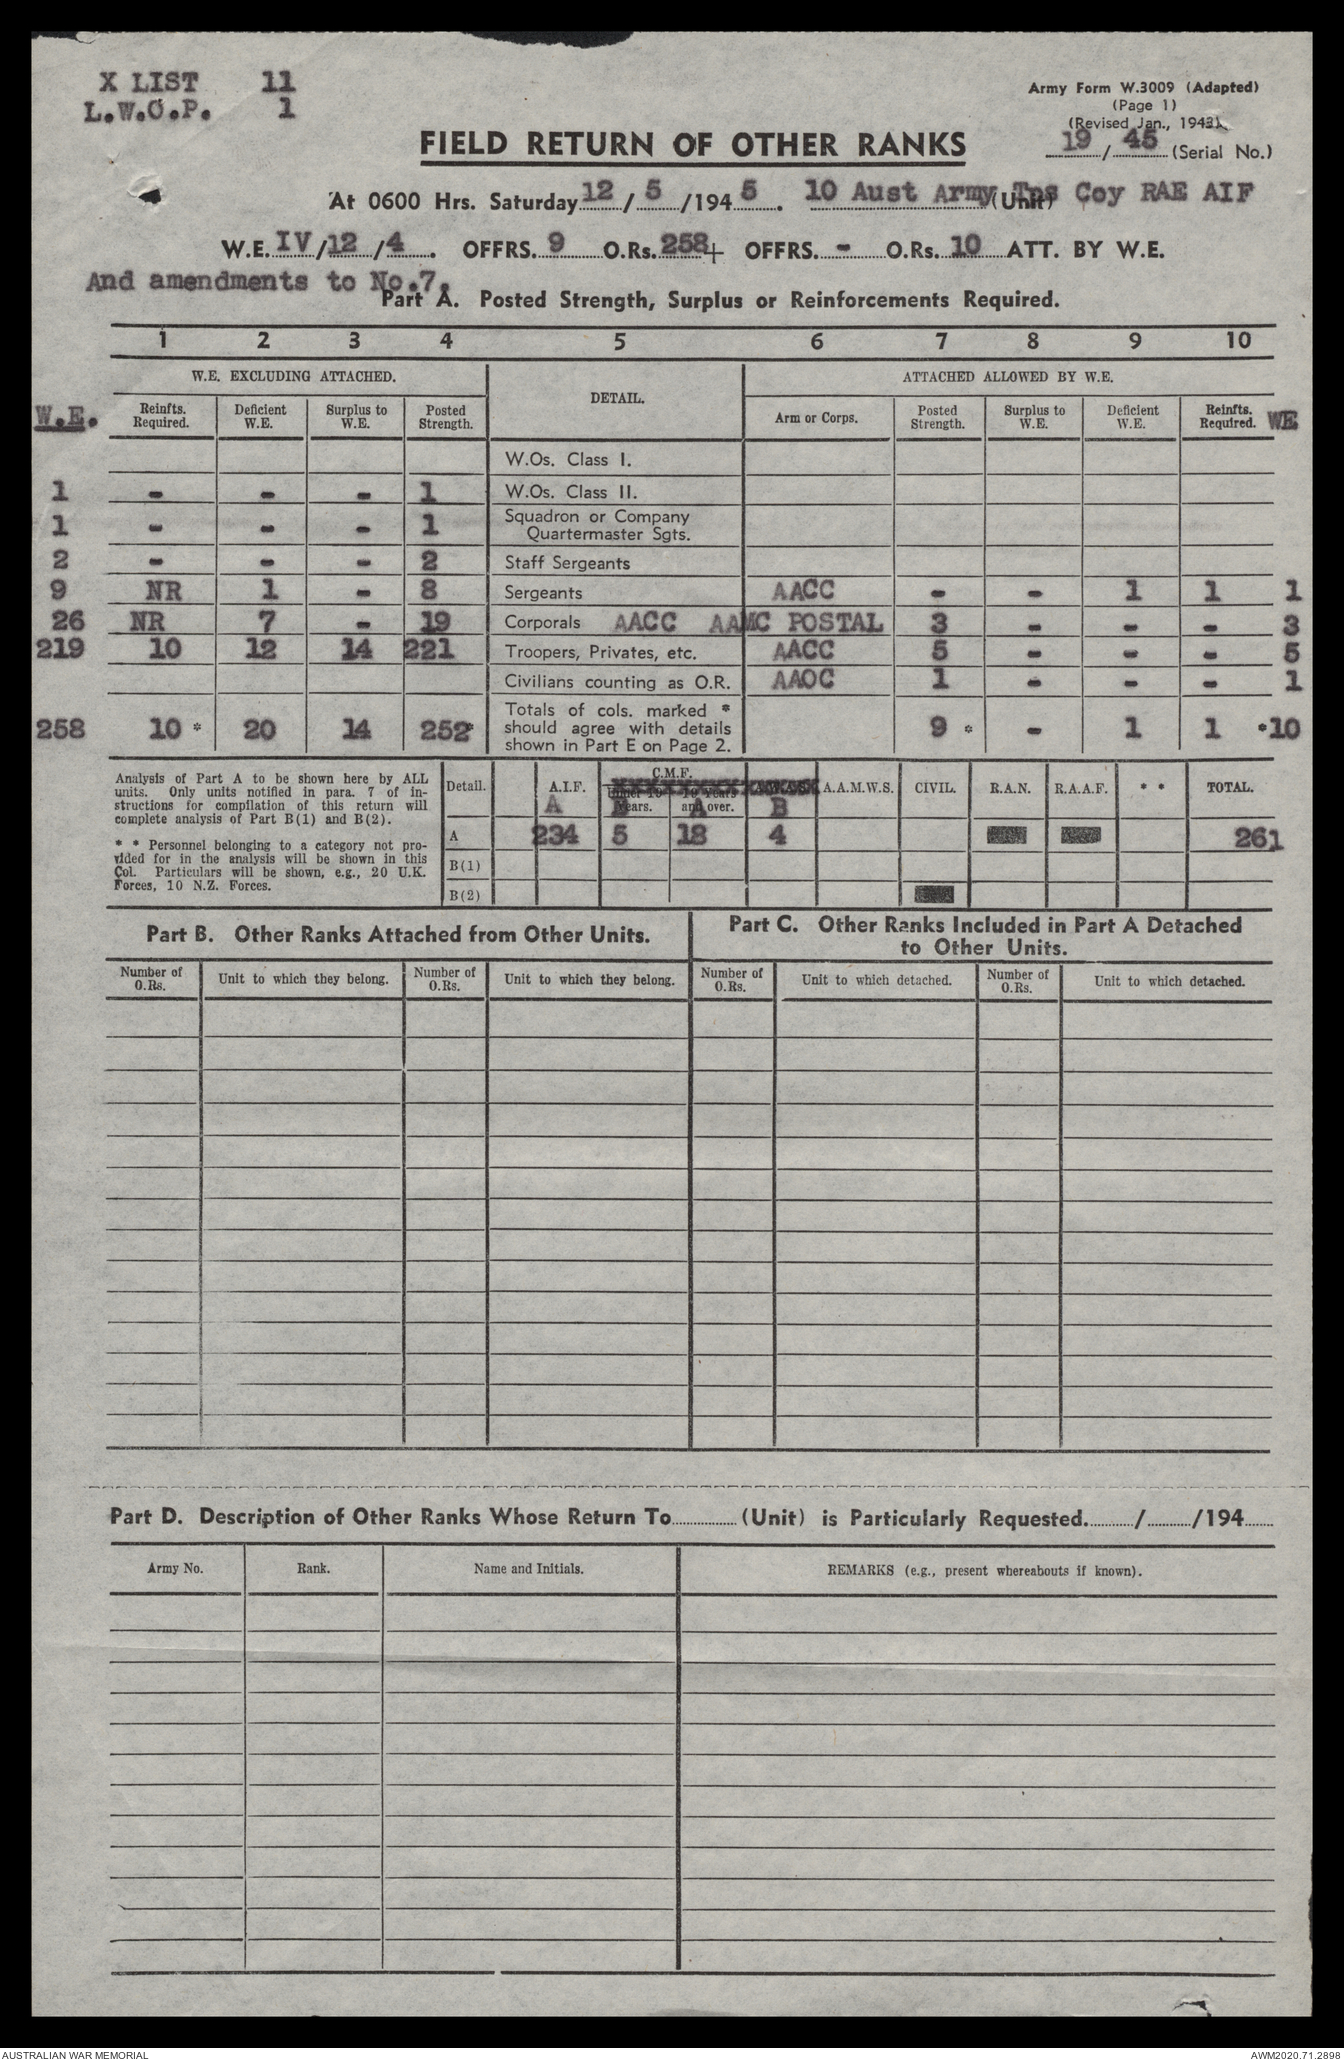 X LIST 11
L.W.O.P. 1
Army Form W.3009 (Adapted)
(Page 1)
(Revised Jan., 1943).
19/45 (Serial No.)
FIELD RETURN OF OTHER RANKS
At 0600 Hrs. Saturday 12/5/1945. 10 Aust Army Tps Coy RAE AIF (Unit)
W.E. IV/12/4. OFFRS. 9 O.Rs. 258+ OFFRS. - O.Rs. 10 ATT. BY W.E.
And amendments to No.7.
Part A. Posted Strength, Surplus or Reinforcements Required.
1 2 3 4 5 6 7 8 9 10
W.E. EXCLUDING ATTACHED. DETAIL. ATTACHED ALLOWED BY W.E.
W.E. Reinfts. Required. Deficient W.E. Surplus to W.E. Posted Strength. Arm or Corps. Posted Strength. Surplus to W.E. Deficient W.E. Reinfts. Required. WE
W.Os. Class I.
1 - - - 1 W.Os. Class II.
1 - - - 1 Squadron or Company Quartermaster Sgts.
2 - - - 2 Staff Sergeants
9 NR 1 - 8 Sergeants AACC - - 1 1 1
26 NR 7 - 19 Corporals AACC AAMC POSTAL 3 - - - 3
219 10 12 14 221 Troopers, Privates, etc. AACC 5 - - - 5
Civilians counting as O.R. AAOC 1 - - - 1
258 10 * 20 14 252* Totals of cols. marked * should agree with details shown in Part E on Page 2. 9 * - 1 1 *10
Analysis of Part A to be shown here by ALL
units. Only units notified in para. 7 of in-
structions for compilation of this return will
complete analysis of Part B(1) and B(2).
* * Personnel belonging to a category not pro-
vided for in the analysis will be shown in this
Col. Particulars will be shown, e.g., 20 U.K.
Forces, 10 N.Z. Forces.
Detail. A.I.F. C.M.F. Under 19 Years. 19 Years and over. A.A.M.W.S. CIVIL. R.A.N. R.A.A.F. * * TOTAL.
A B A B
A 234 5 18 4 261
B(1)
B(2)
Part B. Other Ranks Attached from Other Units.
Part C. Other Ranks Included in Part A Detached
to Other Units.
Number of O.Rs. Unit to which they belong. Number of O.Rs. Unit to which they belong. Number of O.Rs. Unit to which detached. Number of O.Rs. Unit to which detached.
Part D. Description of Other Ranks Whose Return To............(Unit) is Particularly Requested........./........./194......
Army No. Rank. Name and Initials. REMARKS (e.g., present whereabouts if known).
AUSTRALIAN WAR MEMORIAL AWM2020.71.2898